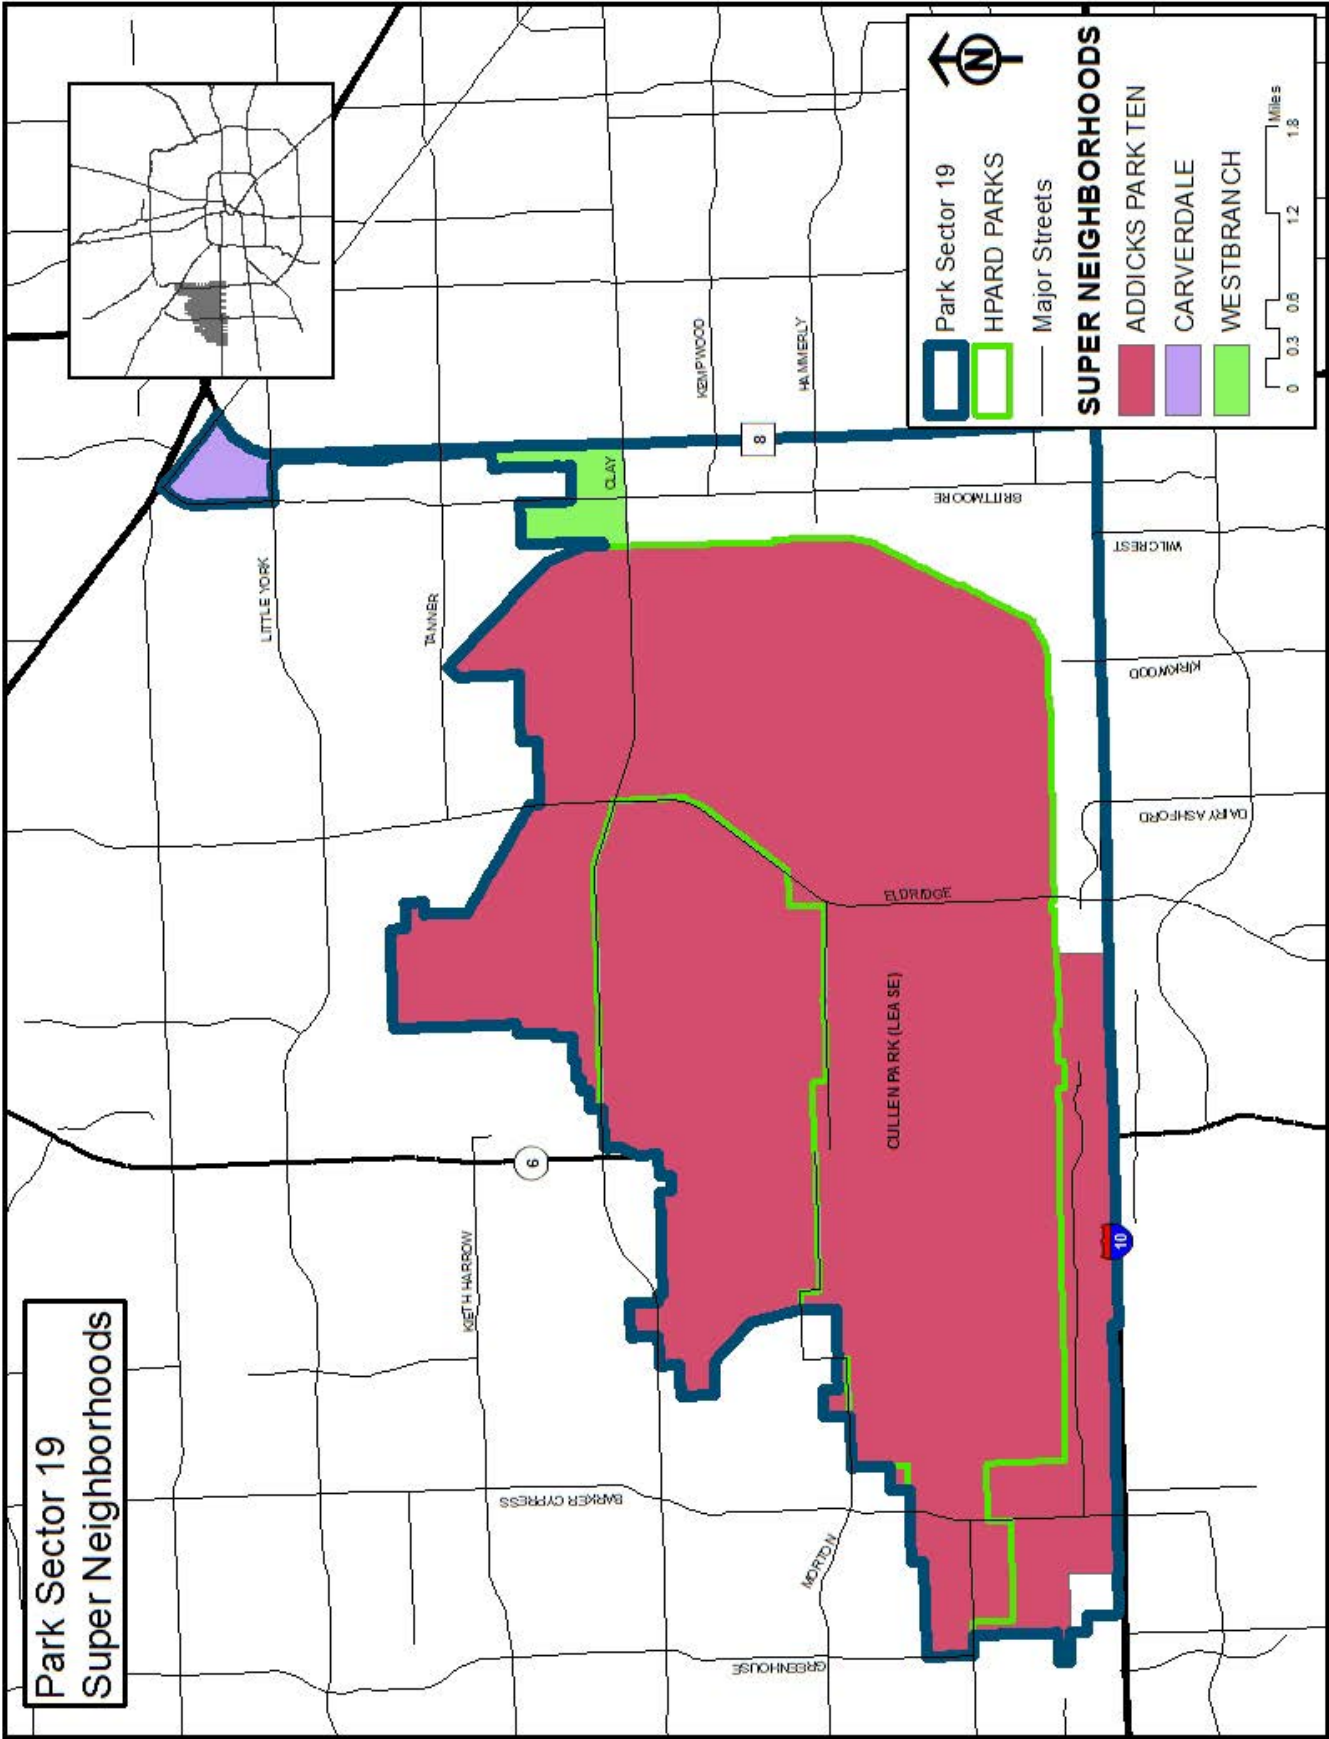 Park Sector 19
Super Neighborhoods
LITTLE YORK
TANNER
KIETH HARROW
6
CLAY
KEMPWOOD
HAMMERLY
8
BRITTMOORE
WILCREST
KIRKWOOD
DAIRY ASHFORD
ELDRIDGE
CULLEN PARK (LEASE)
BARKER CYPRESS
MORTON
GREENHOUSE
10
N
Park Sector 19
HPARD PARKS
Major Streets
SUPER NEIGHBORHOODS
ADDICKS PARK TEN
CARVERDALE
WESTBRANCH
0 0.3 0.6 1.2 1.8
Miles